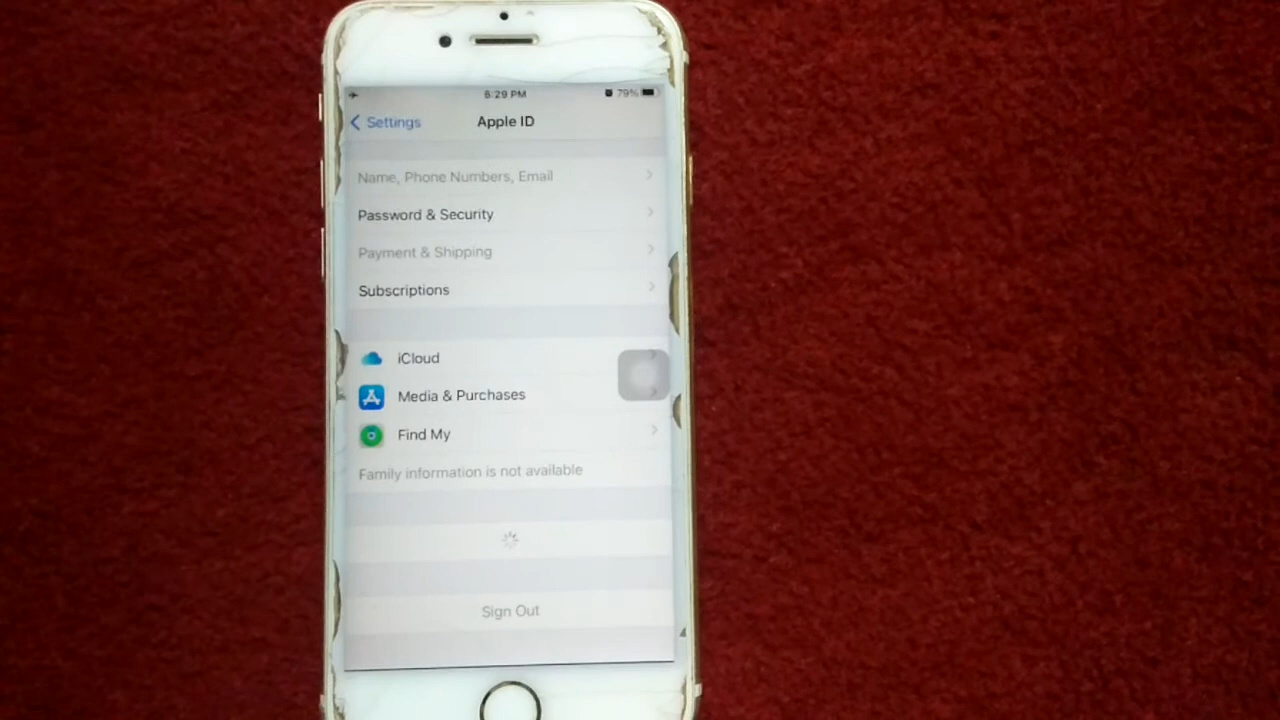 6:29 PM 79%
Settings Apple ID
Name, Phone Numbers, Email
Password & Security
Payment & Shipping
Subscriptions
iCloud
Media & Purchases
Find My
Family information is not available
Sign Out